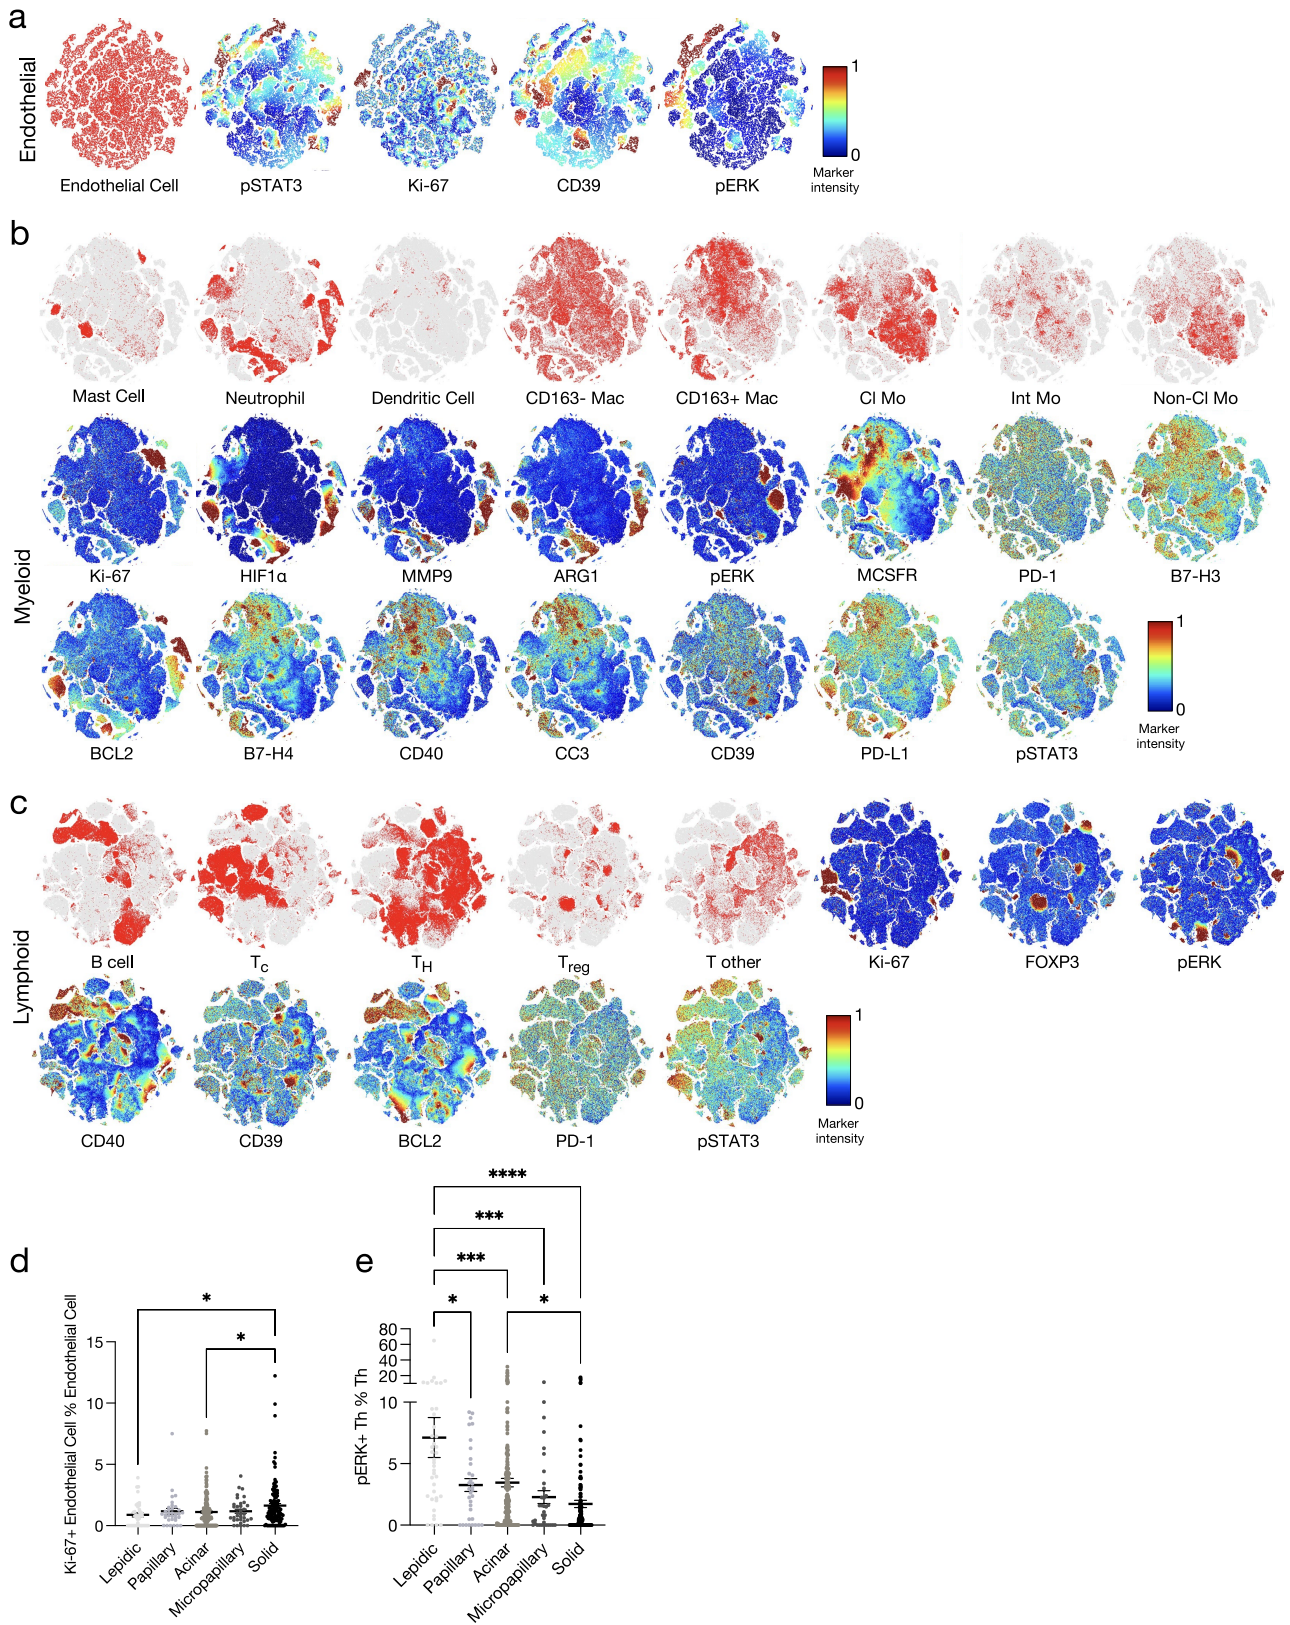 a
Endothelial
Endothelial Cell
pSTAT3
Ki-67
CD39
pERK
1
0
Marker
intensity
b
Myeloid
Mast Cell
Neutrophil
Dendritic Cell
CD163- Mac
CD163+ Mac
Cl Mo
Int Mo
Non-Cl Mo
Ki-67
HIF1α
MMP9
ARG1
pERK
MCSFR
PD-1
B7-H3
BCL2
B7-H4
CD40
CC3
CD39
PD-L1
pSTAT3
1
0
Marker
intensity
c
Lymphoid
B cell
Tc
TH
Treg
T other
Ki-67
FOXP3
pERK
CD40
CD39
BCL2
PD-1
pSTAT3
1
0
Marker
intensity
d
Ki-67+ Endothelial Cell % Endothelial Cell
15
10
5
0
*
*
Lepidic
Papillary
Acinar
Micropapillary
Solid
e
pERK+ Th % Th
80
60
40
20
10
5
0
****
***
***
*
*
Lepidic
Papillary
Acinar
Micropapillary
Solid